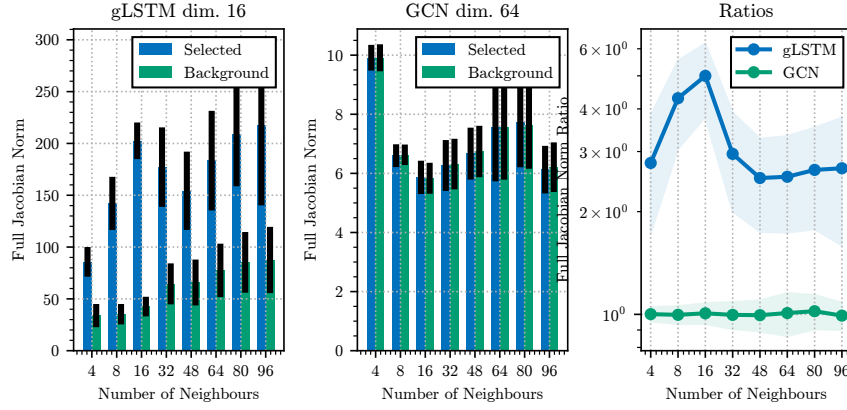 gLSTM dim. 16
Full Jacobian Norm
300
250
200
150
100
50
0
Selected
Background
4 8 16 32 48 64 80 96
Number of Neighbours
GCN dim. 64
Full Jacobian Norm
10
8
6
4
2
0
Selected
Background
4 8 16 32 48 64 80 96
Number of Neighbours
Ratios
Full Jacobian Norm Ratio
6 × 10⁰
4 × 10⁰
3 × 10⁰
2 × 10⁰
10⁰
gLSTM
GCN
4 8 16 32 48 64 80 96
Number of Neighbours